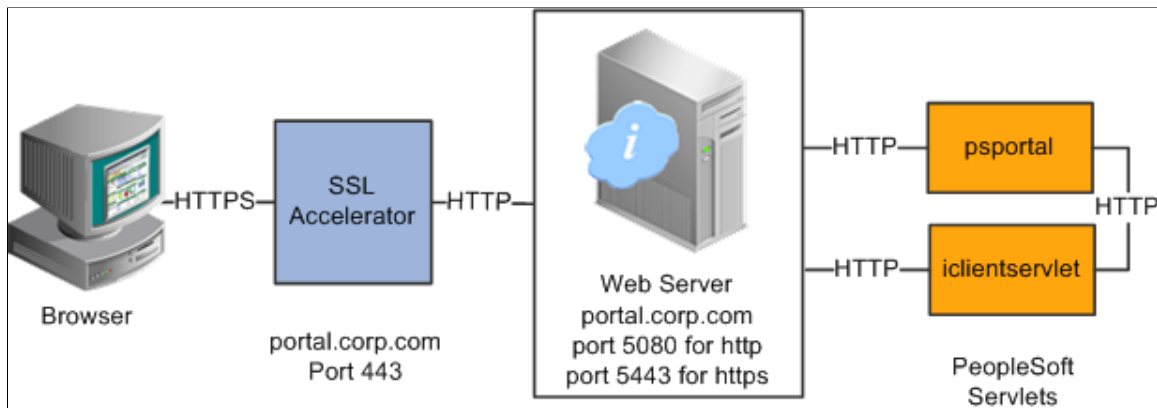 Browser
HTTPS
SSL
Accelerator
portal.corp.com
Port 443
HTTP
i
Web Server
portal.corp.com
port 5080 for http
port 5443 for https
HTTP
psportal
HTTP
HTTP
iclientservlet
PeopleSoft
Servlets